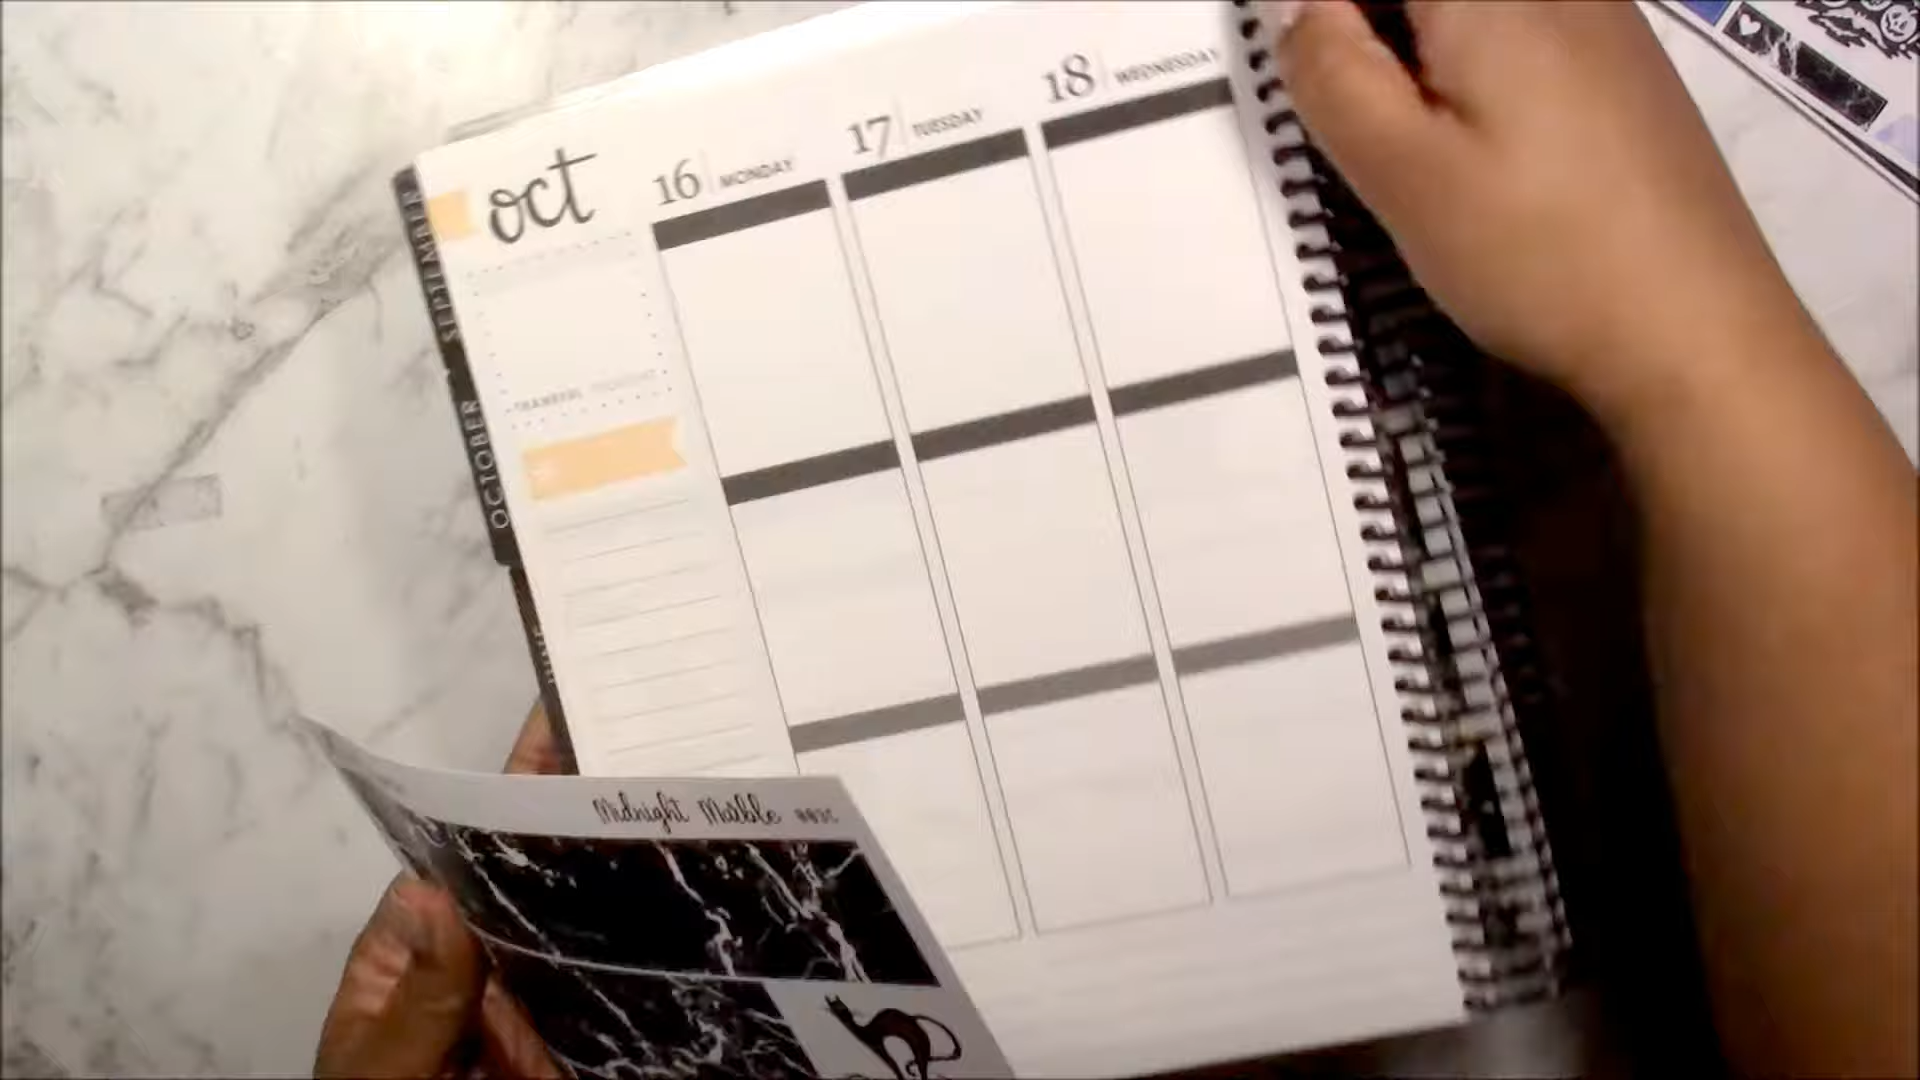 oct
16 MONDAY
17 TUESDAY
18 WEDNESDAY
SEPTEMBER
OCTOBER
Midnight Marble